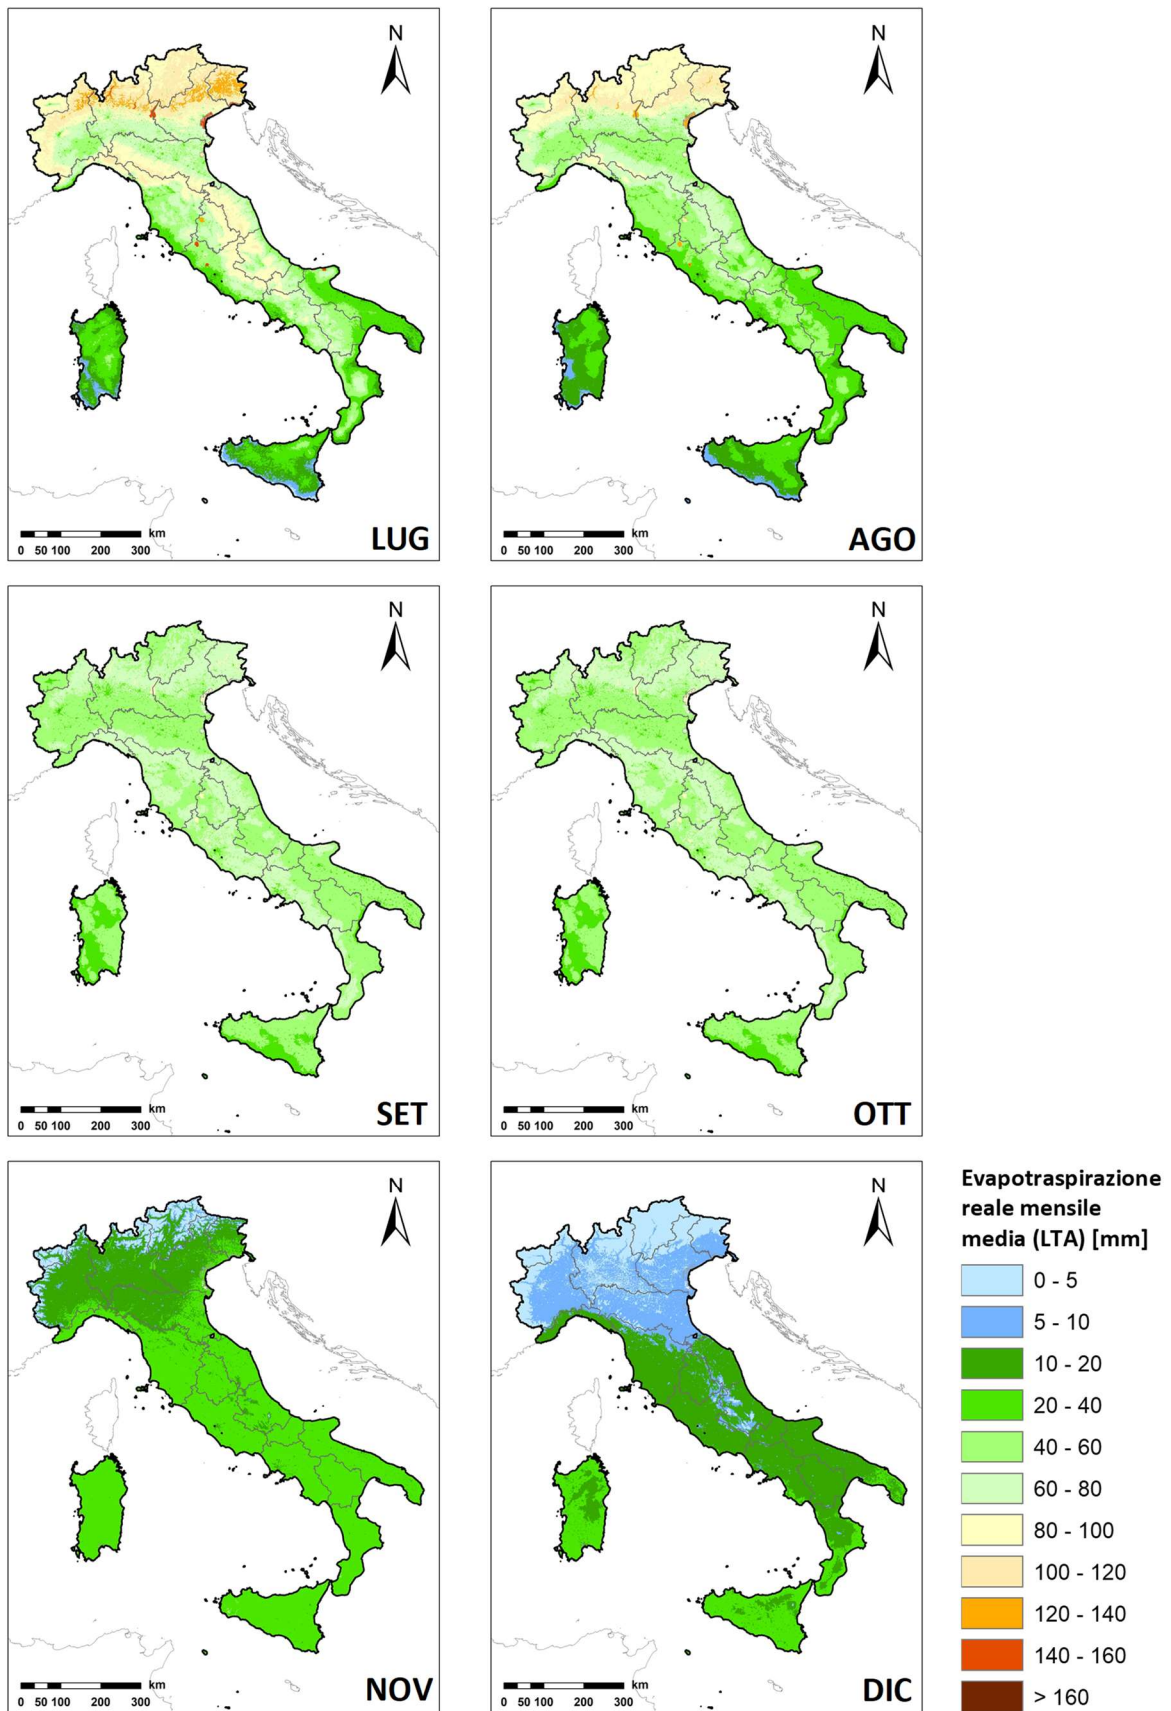 N
N
km
0 50 100 200 300
LUG
km
0 50 100 200 300
AGO
N
N
km
0 50 100 200 300
SET
km
0 50 100 200 300
OTT
N
N
Evapotraspirazione
reale mensile
media (LTA) [mm]
0 - 5
5 - 10
10 - 20
20 - 40
40 - 60
60 - 80
80 - 100
100 - 120
120 - 140
140 - 160
> 160
km
0 50 100 200 300
NOV
km
0 50 100 200 300
DIC